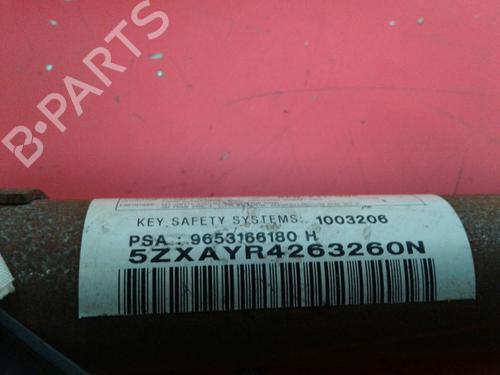 B-PARTS
KEY SAFETY SYSTEMS: 1003206
PSA : 9653166180 H
5ZXAYR4263260N